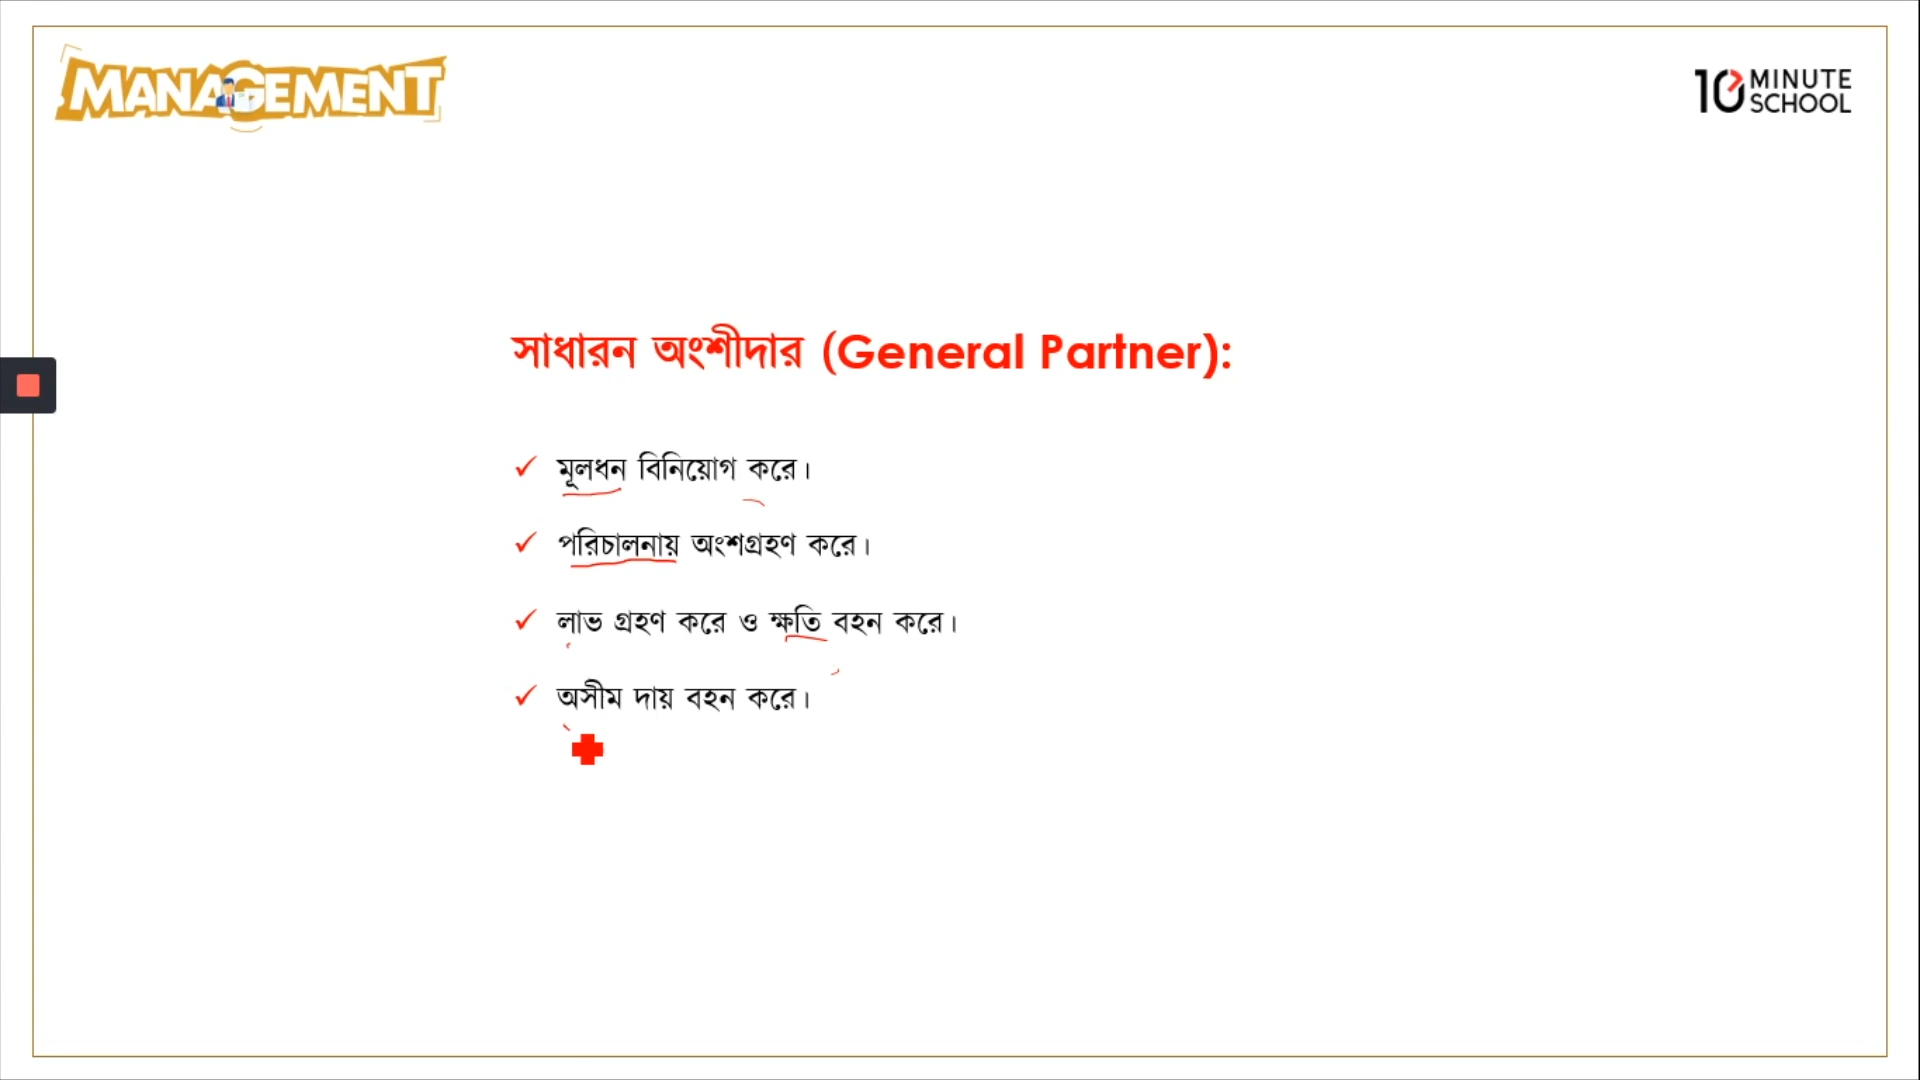 MANAGEMENT
10 MINUTE SCHOOL
সাধারন অংশীদার (General Partner):
✓ মূলধন বিনিয়োগ করে।
✓ পরিচালনায় অংশগ্রহণ করে।
✓ লাভ গ্রহণ করে ও ক্ষতি বহন করে।
✓ অসীম দায় বহন করে।